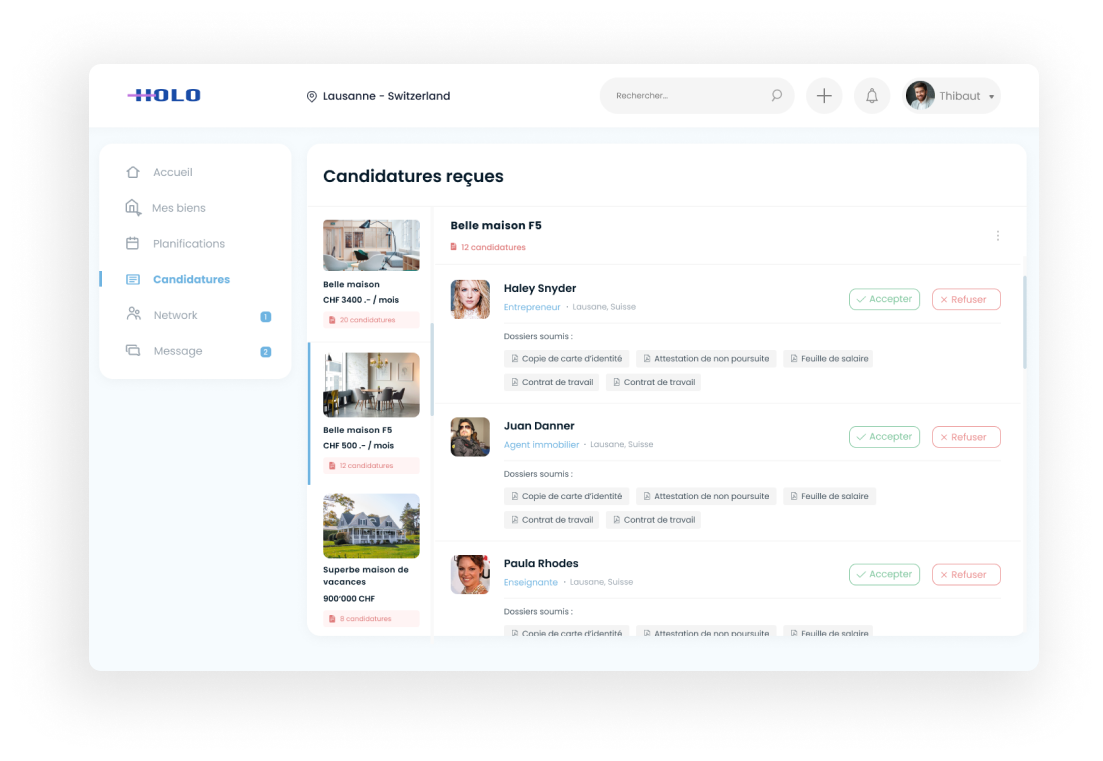 HOLO
Lausanne - Switzerland
Rechercher...
Thibaut
Accueil
Mes biens
Planifications
Candidatures
Network
1
Message
2
Candidatures reçues
Belle maison
CHF 3400 .- / mois
20 candidatures
Belle maison F5
CHF 500 .- / mois
12 candidatures
Superbe maison de
vacances
900'000 CHF
8 candidatures
Belle maison F5
12 candidatures
Haley Snyder
Entrepreneur • Lausane, Suisse
Accepter
Refuser
Dossiers soumis :
Copie de carte d'identité
Attestation de non poursuite
Feuille de salaire
Contrat de travail
Contrat de travail
Juan Danner
Agent immobilier • Lausane, Suisse
Accepter
Refuser
Dossiers soumis :
Copie de carte d'identité
Attestation de non poursuite
Feuille de salaire
Contrat de travail
Contrat de travail
Paula Rhodes
Enseignante • Lausane, Suisse
Accepter
Refuser
Dossiers soumis :
Copie de carte d'identité
Attestation de non poursuite
Feuille de salaire